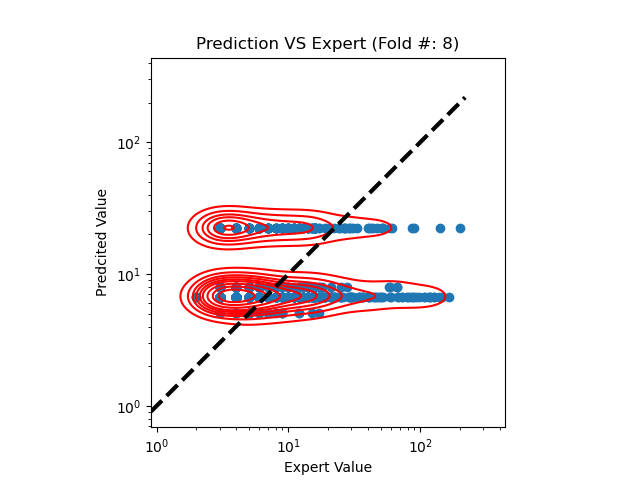 Prediction VS Expert (Fold #: 8)
Predcited Value
10²
10¹
10⁰
10⁰ 10¹ 10²
Expert Value